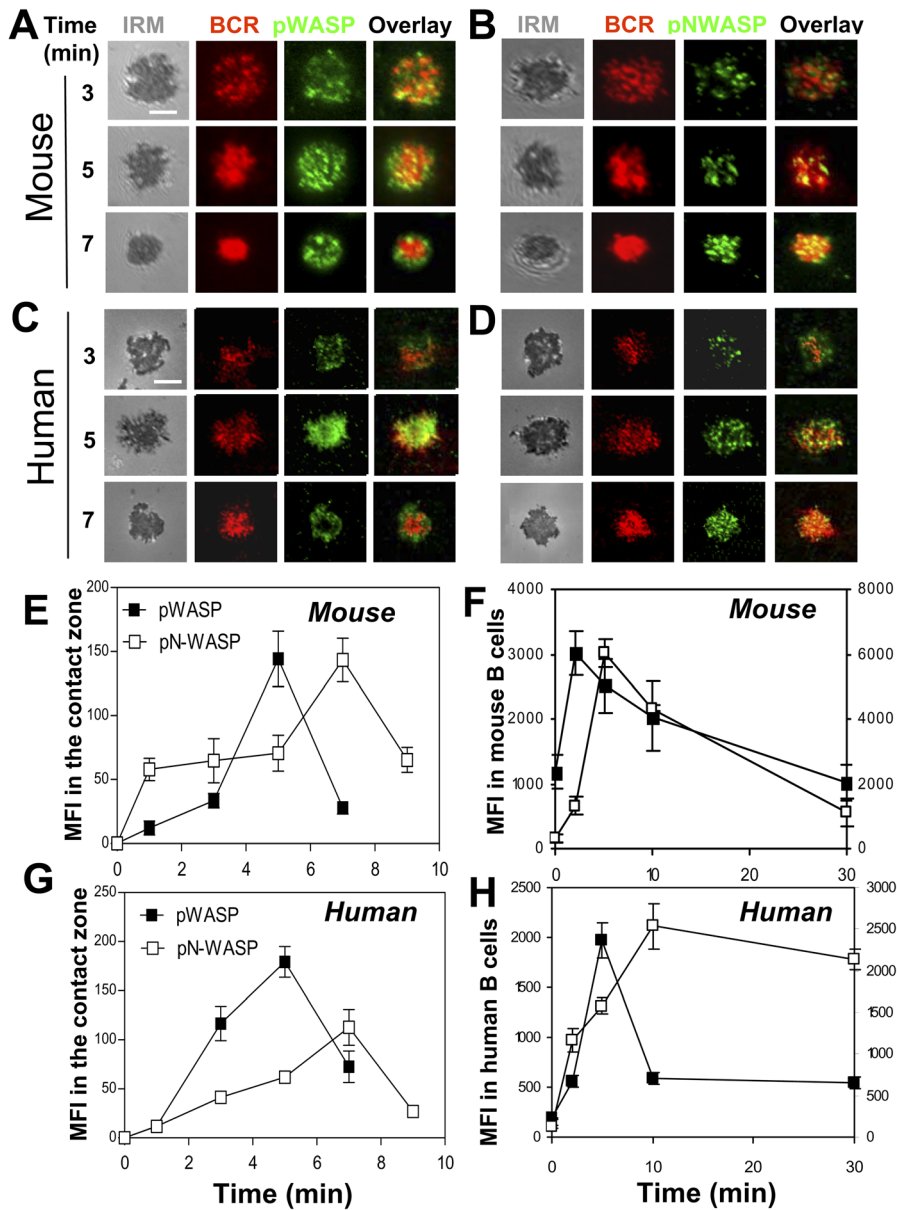 A Time (min) IRM BCR pWASP Overlay
B IRM BCR pNWASP Overlay
Mouse
3
5
7
C
D
Human
3
5
7
E
200
150
100
50
0
pWASP
pN-WASP
Mouse
MFI in the contact zone
0 2 4 6 8 10
F
4000
3000
2000
1000
0
Mouse
MFI in mouse B cells
8000
6000
4000
2000
0
0 10 30
G
250
200
150
100
50
0
pWASP
pN-WASP
Human
MFI in the contact zone
0 2 4 6 8 10
Time (min)
H
2500
2000
1500
1000
500
0
Human
MFI in human B cells
3000
2500
2000
1500
1000
500
0
0 10 30
Time (min)